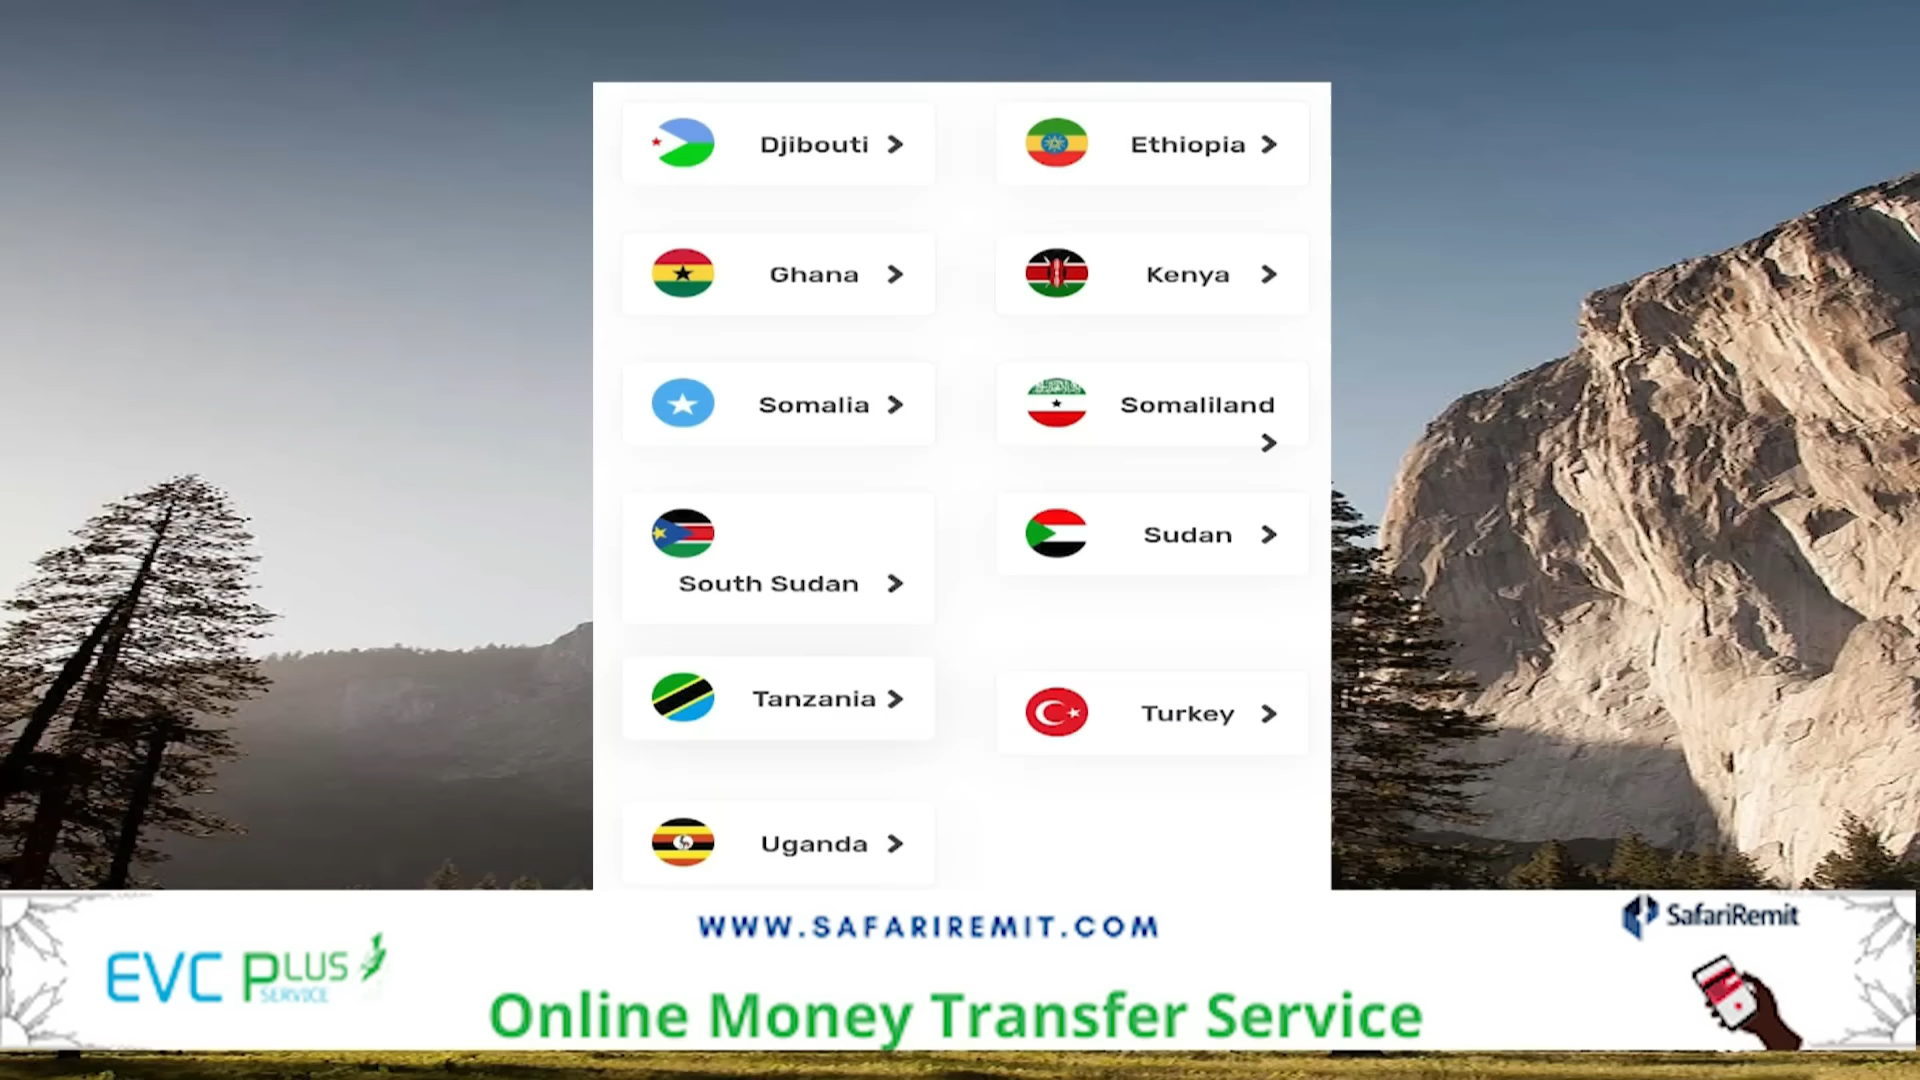 Djibouti
Ethiopia
Ghana
Kenya
Somalia
Somaliland
South Sudan
Sudan
Tanzania
Turkey
Uganda
WWW.SAFARIREMIT.COM
SafariRemit
EVC PLUS
SERVICE
Online Money Transfer Service